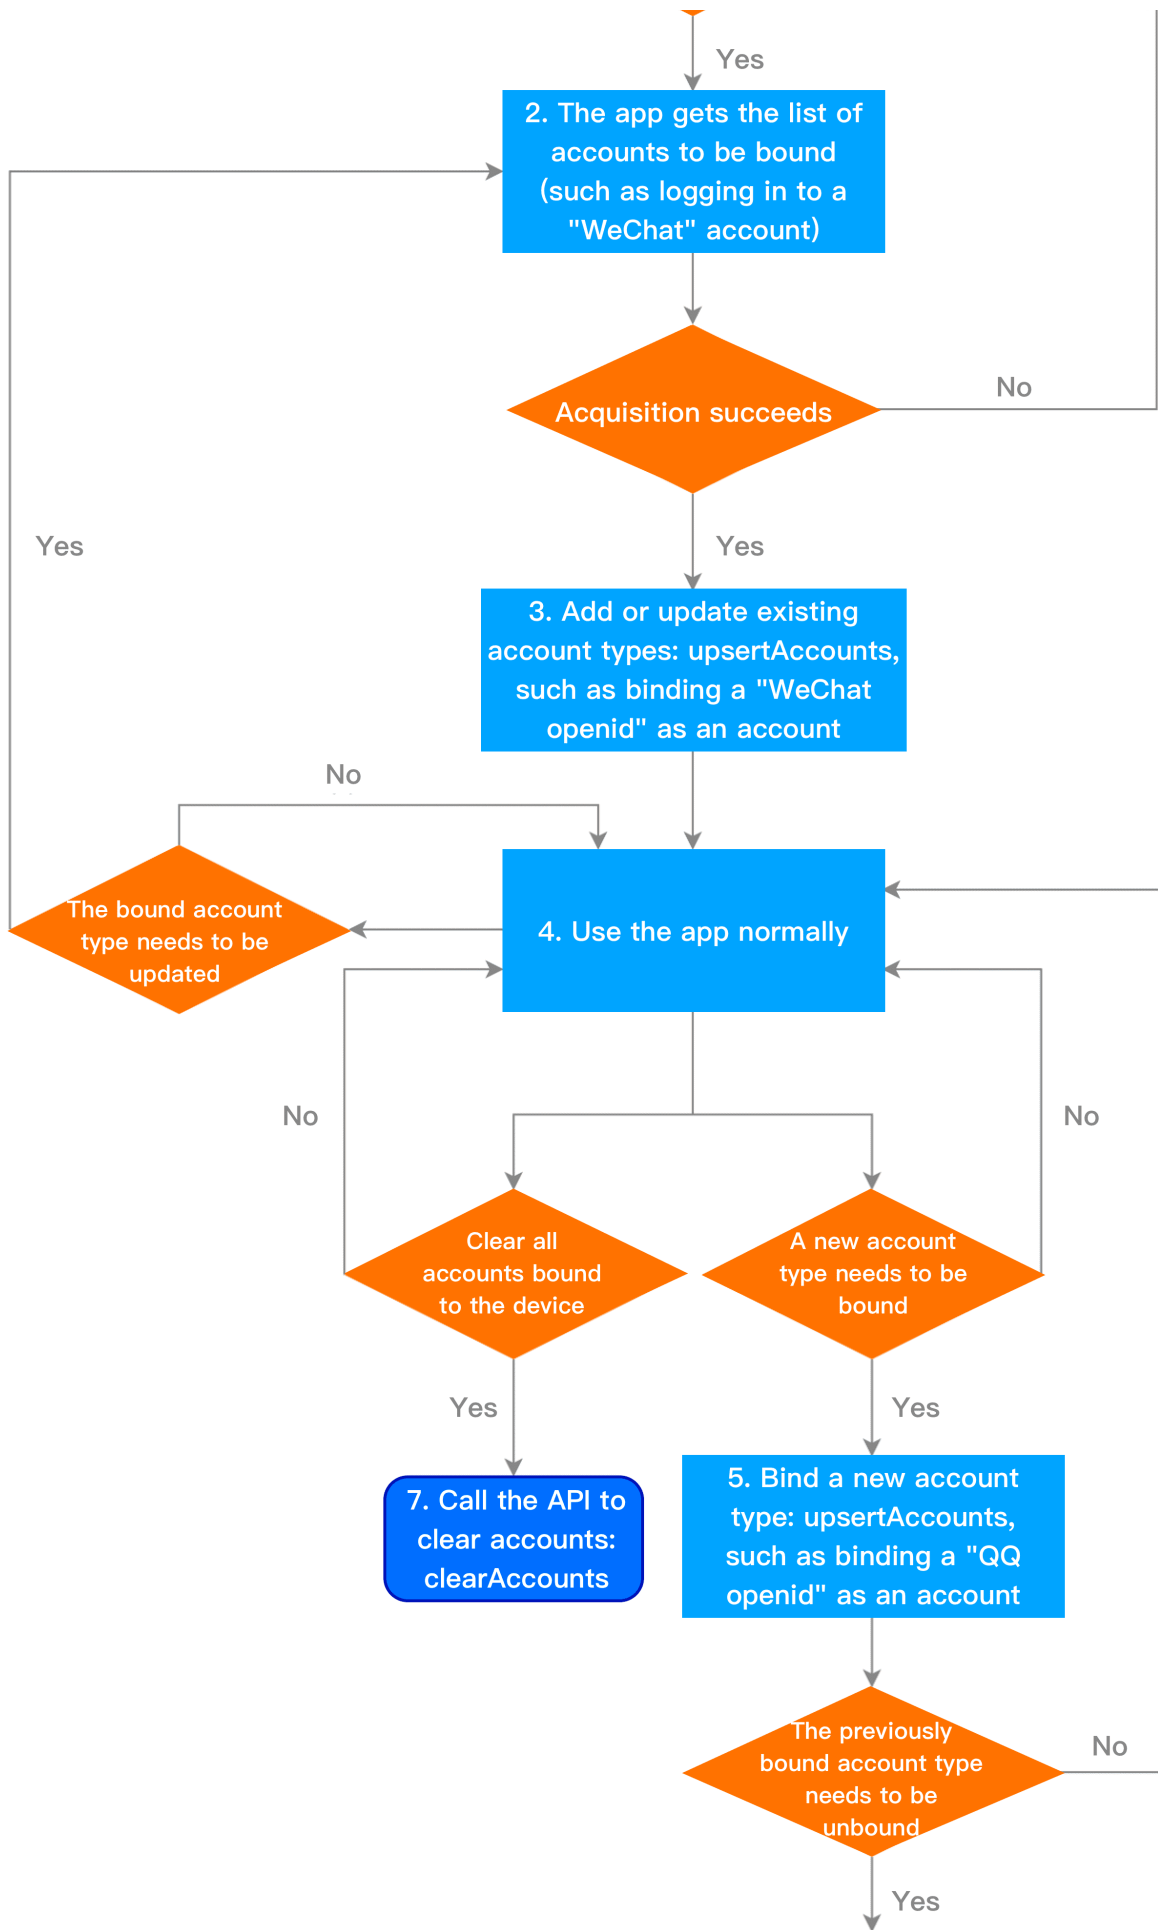 Yes
2. The app gets the list of
accounts to be bound
(such as logging in to a
"WeChat" account)
Acquisition succeeds
No
Yes
Yes
3. Add or update existing
account types: upsertAccounts,
such as binding a "WeChat
openid" as an account
No
The bound account
type needs to be
updated
4. Use the app normally
No
No
Clear all
accounts bound
to the device
A new account
type needs to be
bound
Yes
Yes
7. Call the API to
clear accounts:
clearAccounts
5. Bind a new account
type: upsertAccounts,
such as binding a "QQ
openid" as an account
The previously
bound account type
needs to be
unbound
No
Yes